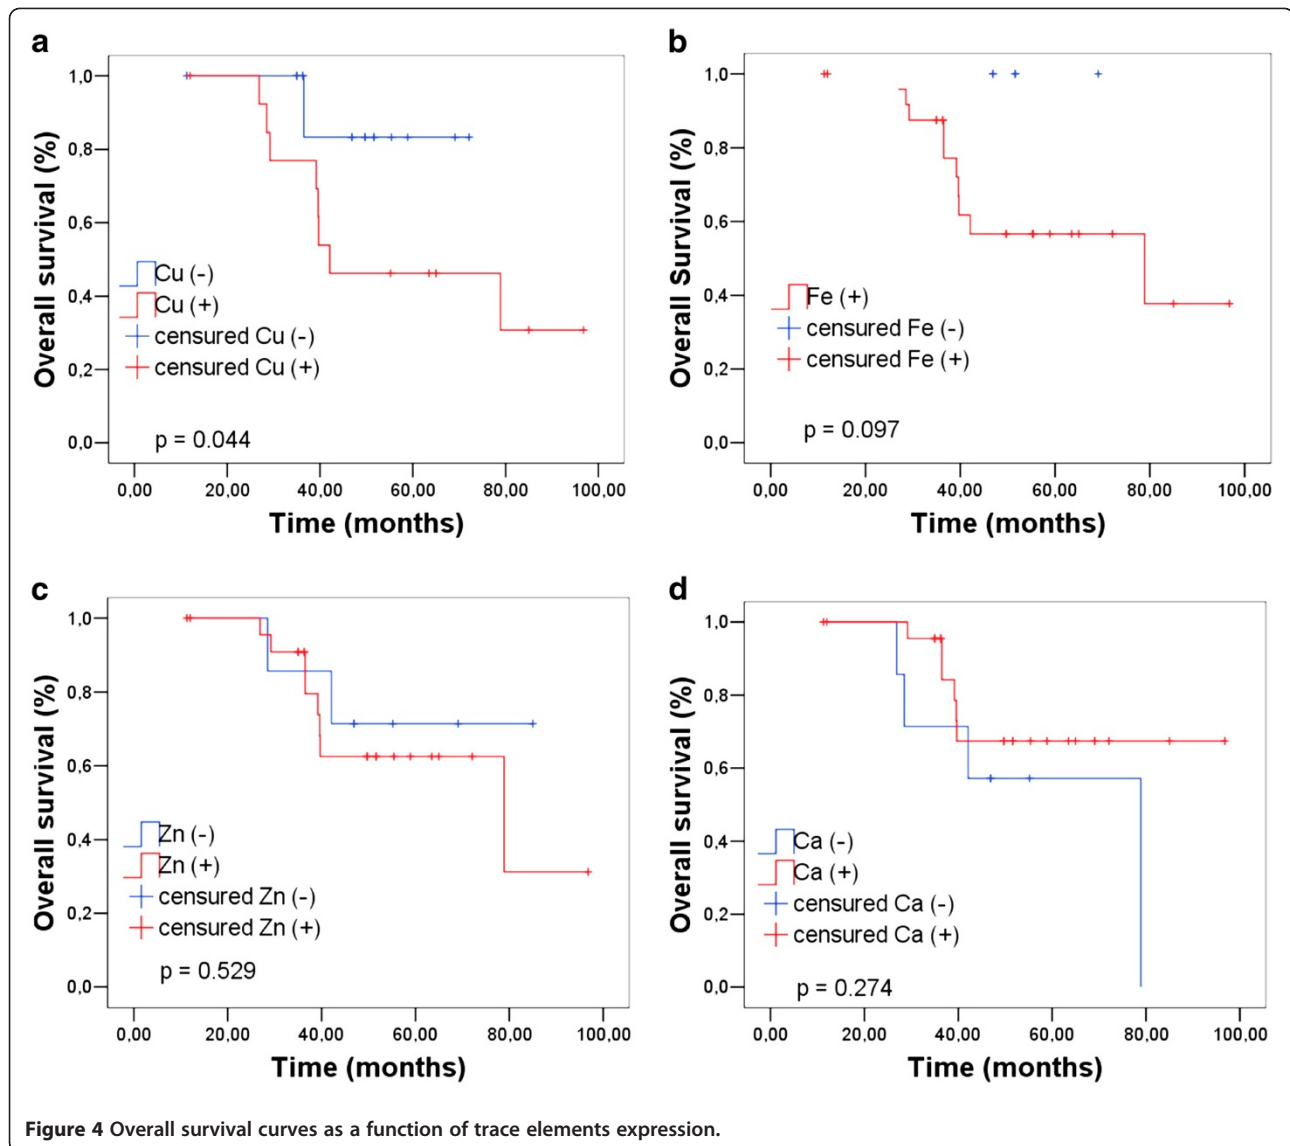 a
Overall survival (%)
1,0
0,8
0,6
0,4
0,2
0,0
Cu (-)
Cu (+)
censured Cu (-)
censured Cu (+)
p = 0.044
0,00 20,00 40,00 60,00 80,00 100,00
Time (months)
b
Overall Survival (%)
1,0
0,8
0,6
0,4
0,2
0,0
Fe (+)
censured Fe (-)
censured Fe (+)
p = 0.097
0,00 20,00 40,00 60,00 80,00 100,00
Time (months)
c
Overall survival (%)
1,0
0,8
0,6
0,4
0,2
0,0
Zn (-)
Zn (+)
censured Zn (-)
censured Zn (+)
p = 0.529
0,00 20,00 40,00 60,00 80,00 100,00
Time (months)
d
Overall survival (%)
1,0
0,8
0,6
0,4
0,2
0,0
Ca (-)
Ca (+)
censured Ca (-)
censured Ca (+)
p = 0.274
0,00 20,00 40,00 60,00 80,00 100,00
Time (months)
Figure 4 Overall survival curves as a function of trace elements expression.